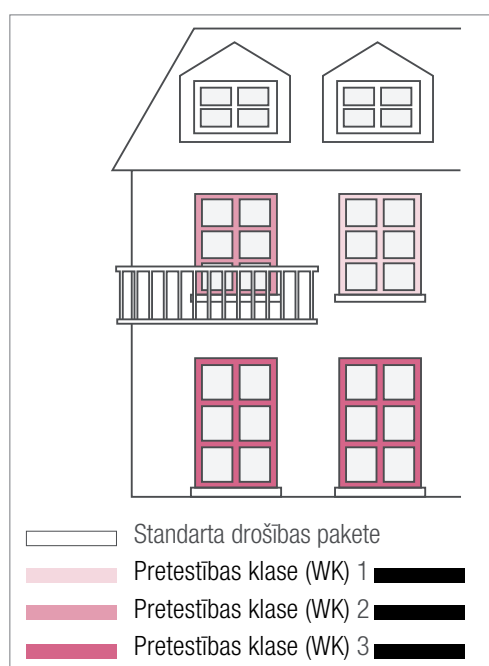 Standarta drošības pakete
Pretestības klase (WK) 1
Pretestības klase (WK) 2
Pretestības klase (WK) 3